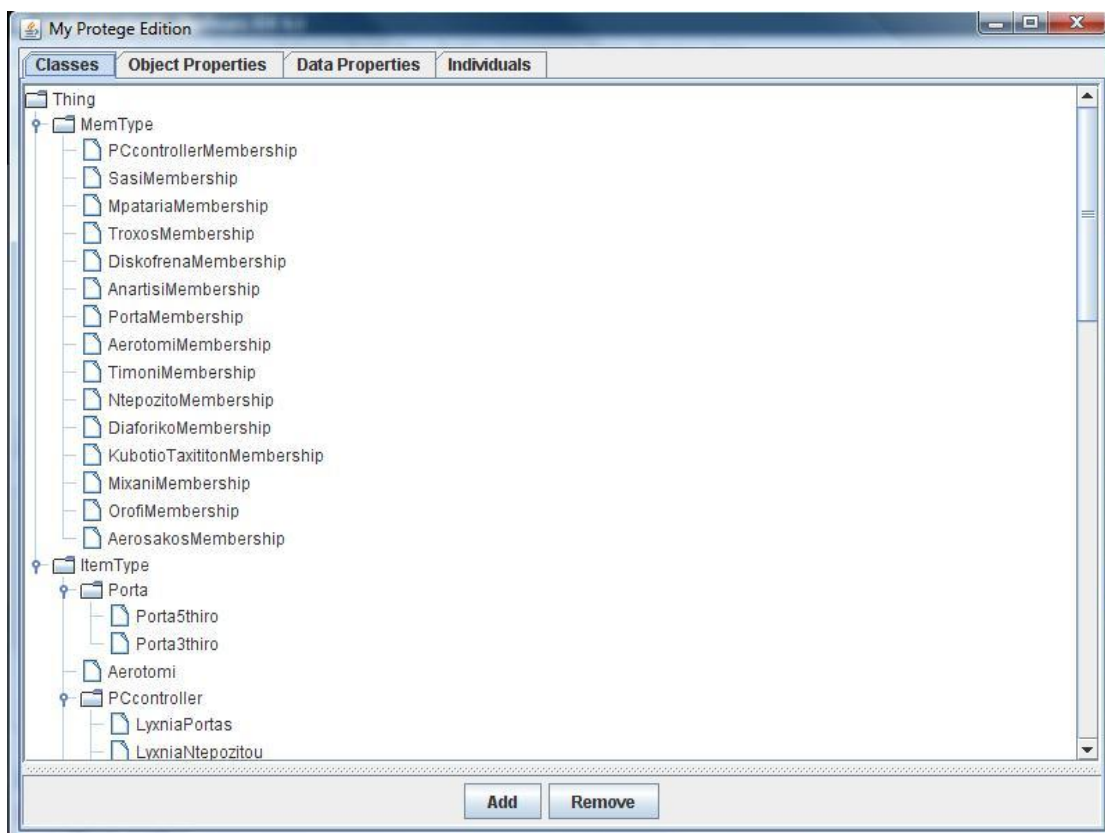 My Protege Edition
Classes Object Properties Data Properties Individuals
Thing
MemType
PCcontrollerMembership
SasiMembership
MpatariaMembership
TroxosMembership
DiskofrenaMembership
AnartisiMembership
PortaMembership
AerotomiMembership
TimoniMembership
NtepozitoMembership
DiaforikoMembership
KubotioTaxititonMembership
MixaniMembership
OrofiMembership
AerosakosMembership
ItemType
Porta
Porta5thiro
Porta3thiro
Aerotomi
PCcontroller
LyxniaPortas
LyxniaNtepozitou
Add Remove